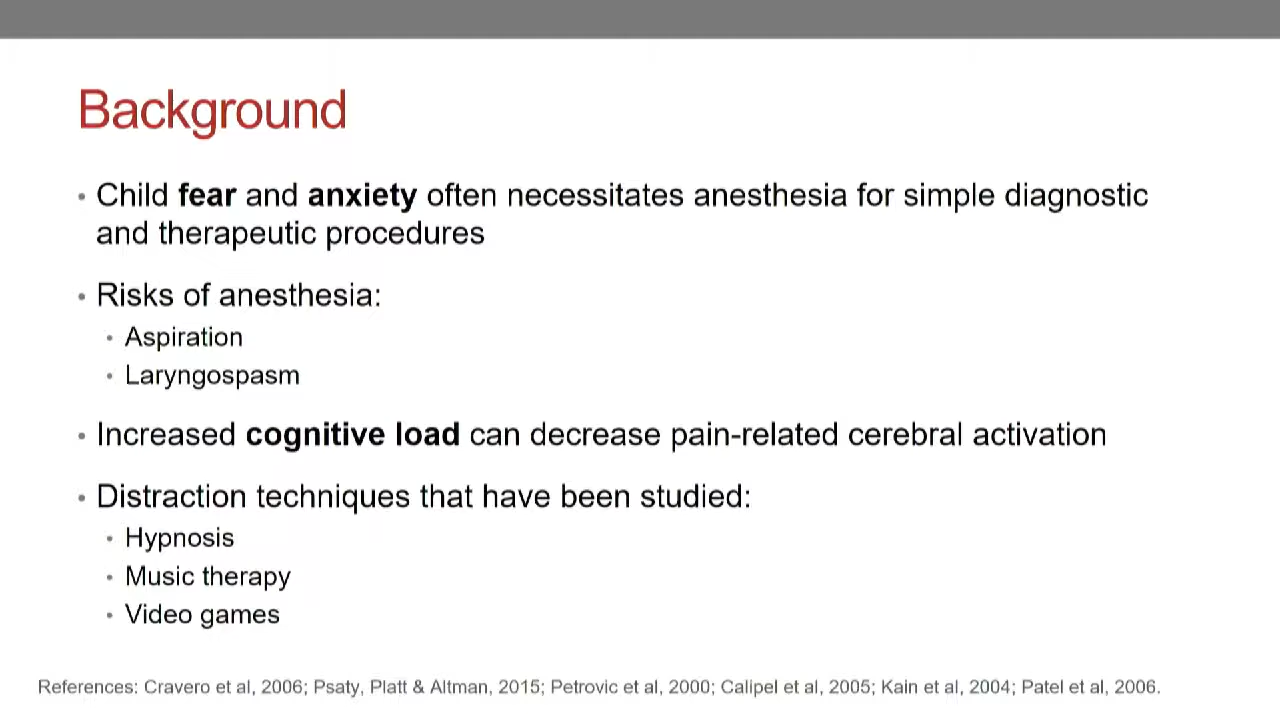 Background
• Child fear and anxiety often necessitates anesthesia for simple diagnostic
and therapeutic procedures
• Risks of anesthesia:
• Aspiration
• Laryngospasm
• Increased cognitive load can decrease pain-related cerebral activation
• Distraction techniques that have been studied:
• Hypnosis
• Music therapy
• Video games
References: Cravero et al, 2006; Psaty, Platt & Altman, 2015; Petrovic et al, 2000; Calipel et al, 2005; Kain et al, 2004; Patel et al, 2006.